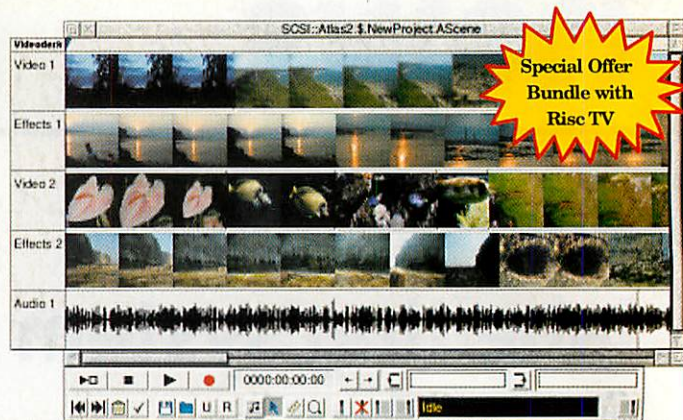 SCSI::Atlas2.$.NewProject.AScene
Videodesk
Video 1
Special Offer
Bundle with
Risc TV
Effects 1
Video 2
Effects 2
Audio 1
0000:00:00:00
U R
Idle